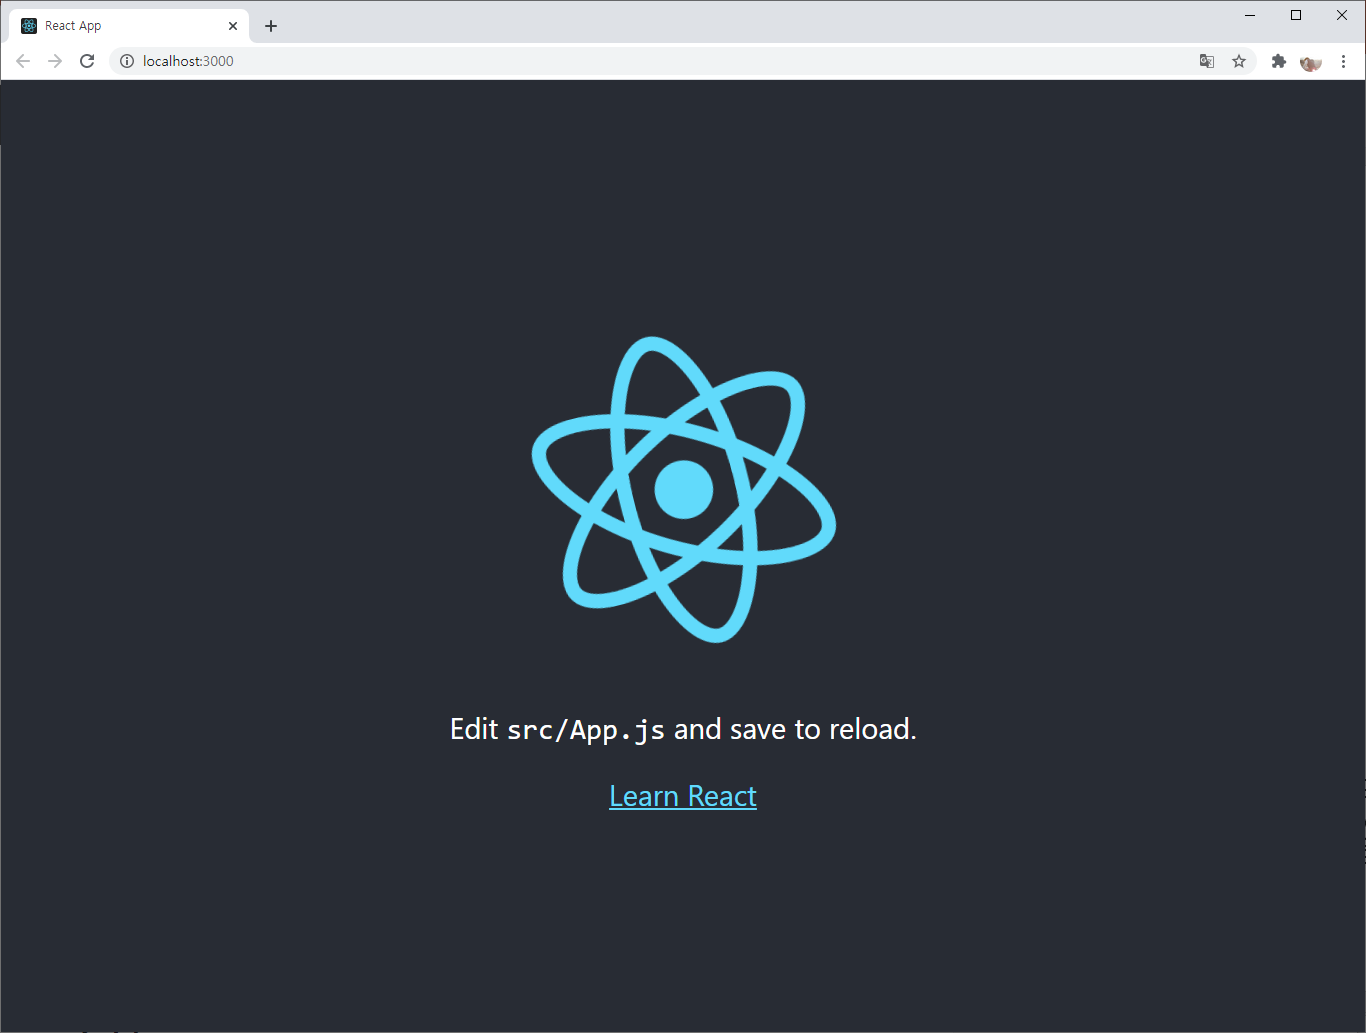 React App
localhost:3000
Edit src/App.js and save to reload.
Learn React